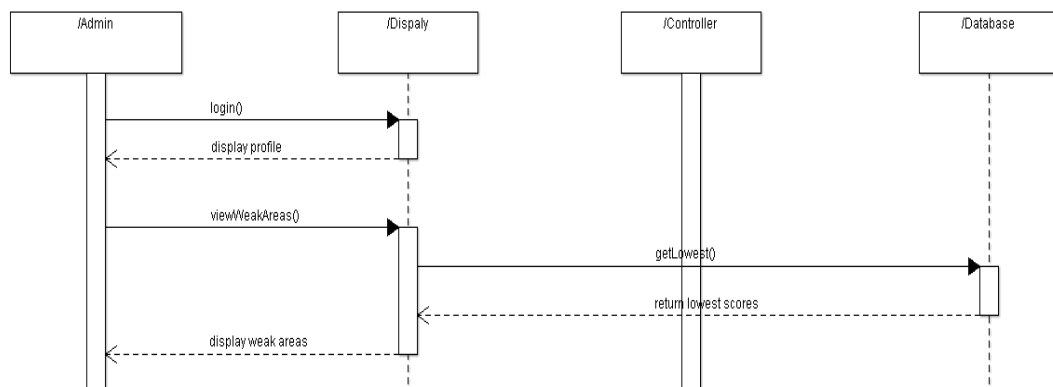 /Admin
/Dispaly
/Controller
/Database
login()
display profile
viewWeakAreas()
getLowest()
return lowest scores
display weak areas